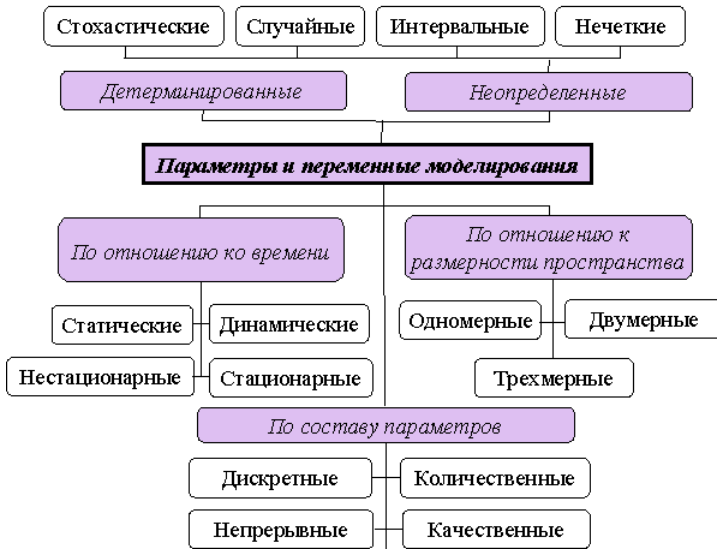 Стохастические
Случайные
Интервальные
Нечеткие
Детерминированные
Неопределенные
Параметры и переменные моделирования
По отношению ко времени
По отношению к
размерности пространства
Статические
Динамические
Одномерные
Двумерные
Нестационарные
Стационарные
Трехмерные
По составу параметров
Дискретные
Количественные
Непрерывные
Качественные